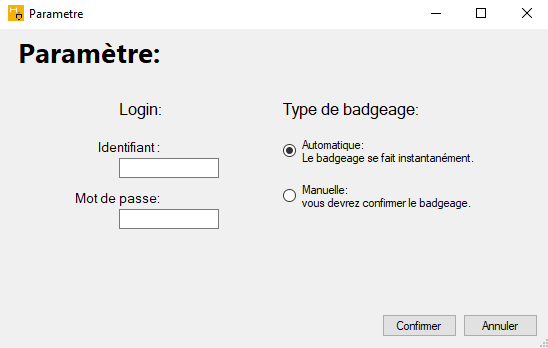 Parametre
Paramètre:
Login:
Identifiant :
Mot de passe:
Type de badgeage:
Automatique:
Le badgeage se fait instantanément.
Manuelle:
vous devrez confirmer le badgeage.
Confirmer
Annuler